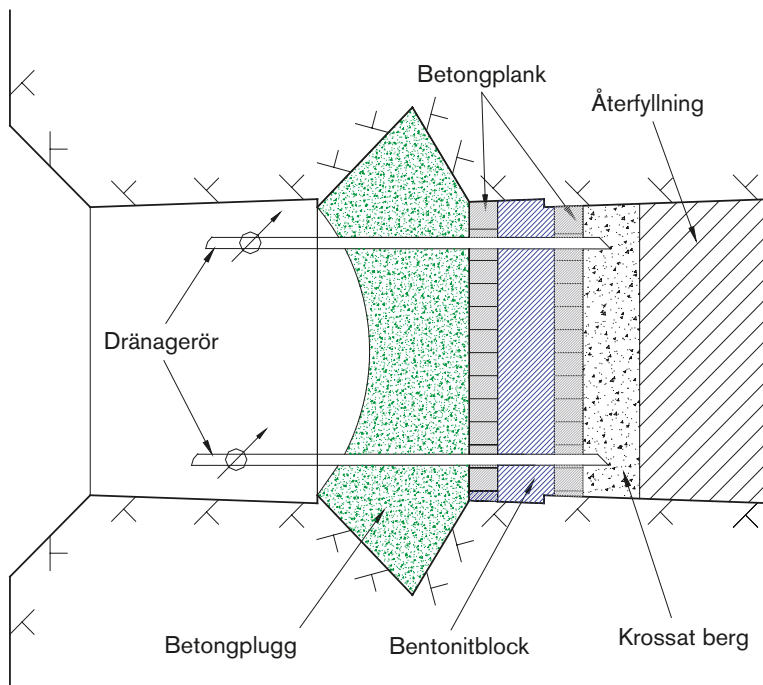 Betongplank
Återfyllning
Dränagerör
Betongplugg
Bentonitblock
Krossat berg